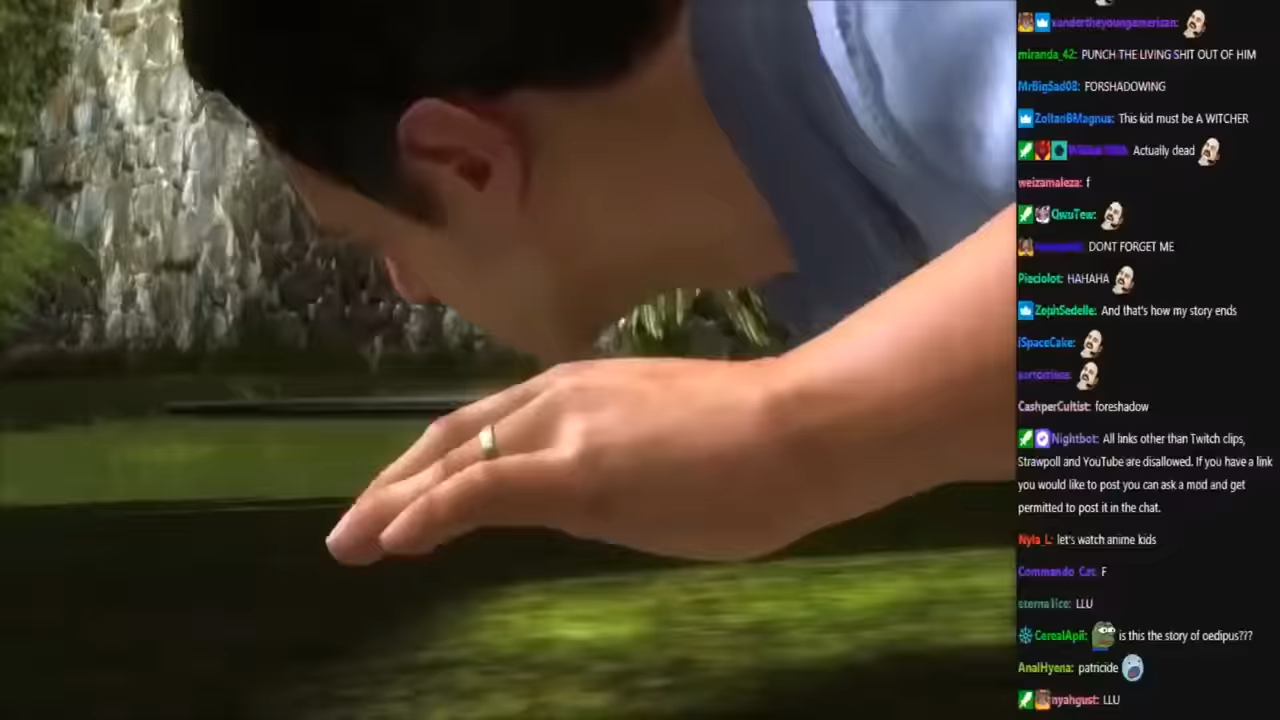 xandertheyoungamerican:
miranda_42: PUNCH THE LIVING SHIT OUT OF HIM
MrBigSad08: FORSHADOWING
ZoltanBMagnus: This kid must be A WITCHER
Actually dead
weizamaleza: f
QwuTew:
DONT FORGET ME
Pieciolot: HAHAHA
ZophSedelle: And that's how my story ends
iSpaceCake:
CashperCultist: foreshadow
Nightbot: All links other than Twitch clips,
Strawpoll and YouTube are disallowed. If you have a link
you would like to post you can ask a mod and get
permitted to post it in the chat.
Nyla_L: let's watch anime kids
Commando_Cat: F
LLU
CerealApii: is this the story of oedipus???
AnalHyena: patricide
nyahgust: LLU